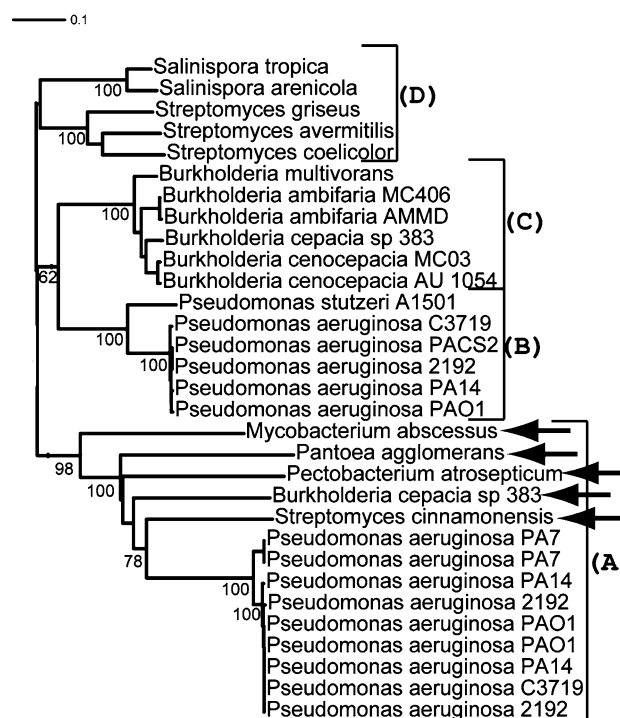 0.1
Salinispora tropica
100
Salinispora arenicola
(D)
Streptomyces griseus
100
Streptomyces avermitilis
Streptomyces coelicolor
Burkholderia multivorans
Burkholderia ambifaria MC406
100
Burkholderia ambifaria AMMD
(C)
Burkholderia cepacia sp 383
Burkholderia cenocepacia MC03
62
Burkholderia cenocepacia AU 1054
Pseudomonas stutzeri A1501
Pseudomonas aeruginosa C3719
100
Pseudomonas aeruginosa PACS2
(B)
100
Pseudomonas aeruginosa 2192
Pseudomonas aeruginosa PA14
Pseudomonas aeruginosa PAO1
Mycobacterium abscessus
Pantoea agglomerans
98
Pectobacterium atrosepticum
100
Burkholderia cepacia sp 383
Streptomyces cinnamonensis
Pseudomonas aeruginosa PA7
78
Pseudomonas aeruginosa PA7
(A
Pseudomonas aeruginosa PA14
100
Pseudomonas aeruginosa 2192
100
Pseudomonas aeruginosa PAO1
Pseudomonas aeruginosa PAO1
Pseudomonas aeruginosa PA14
Pseudomonas aeruginosa C3719
Pseudomonas aeruginosa 2192